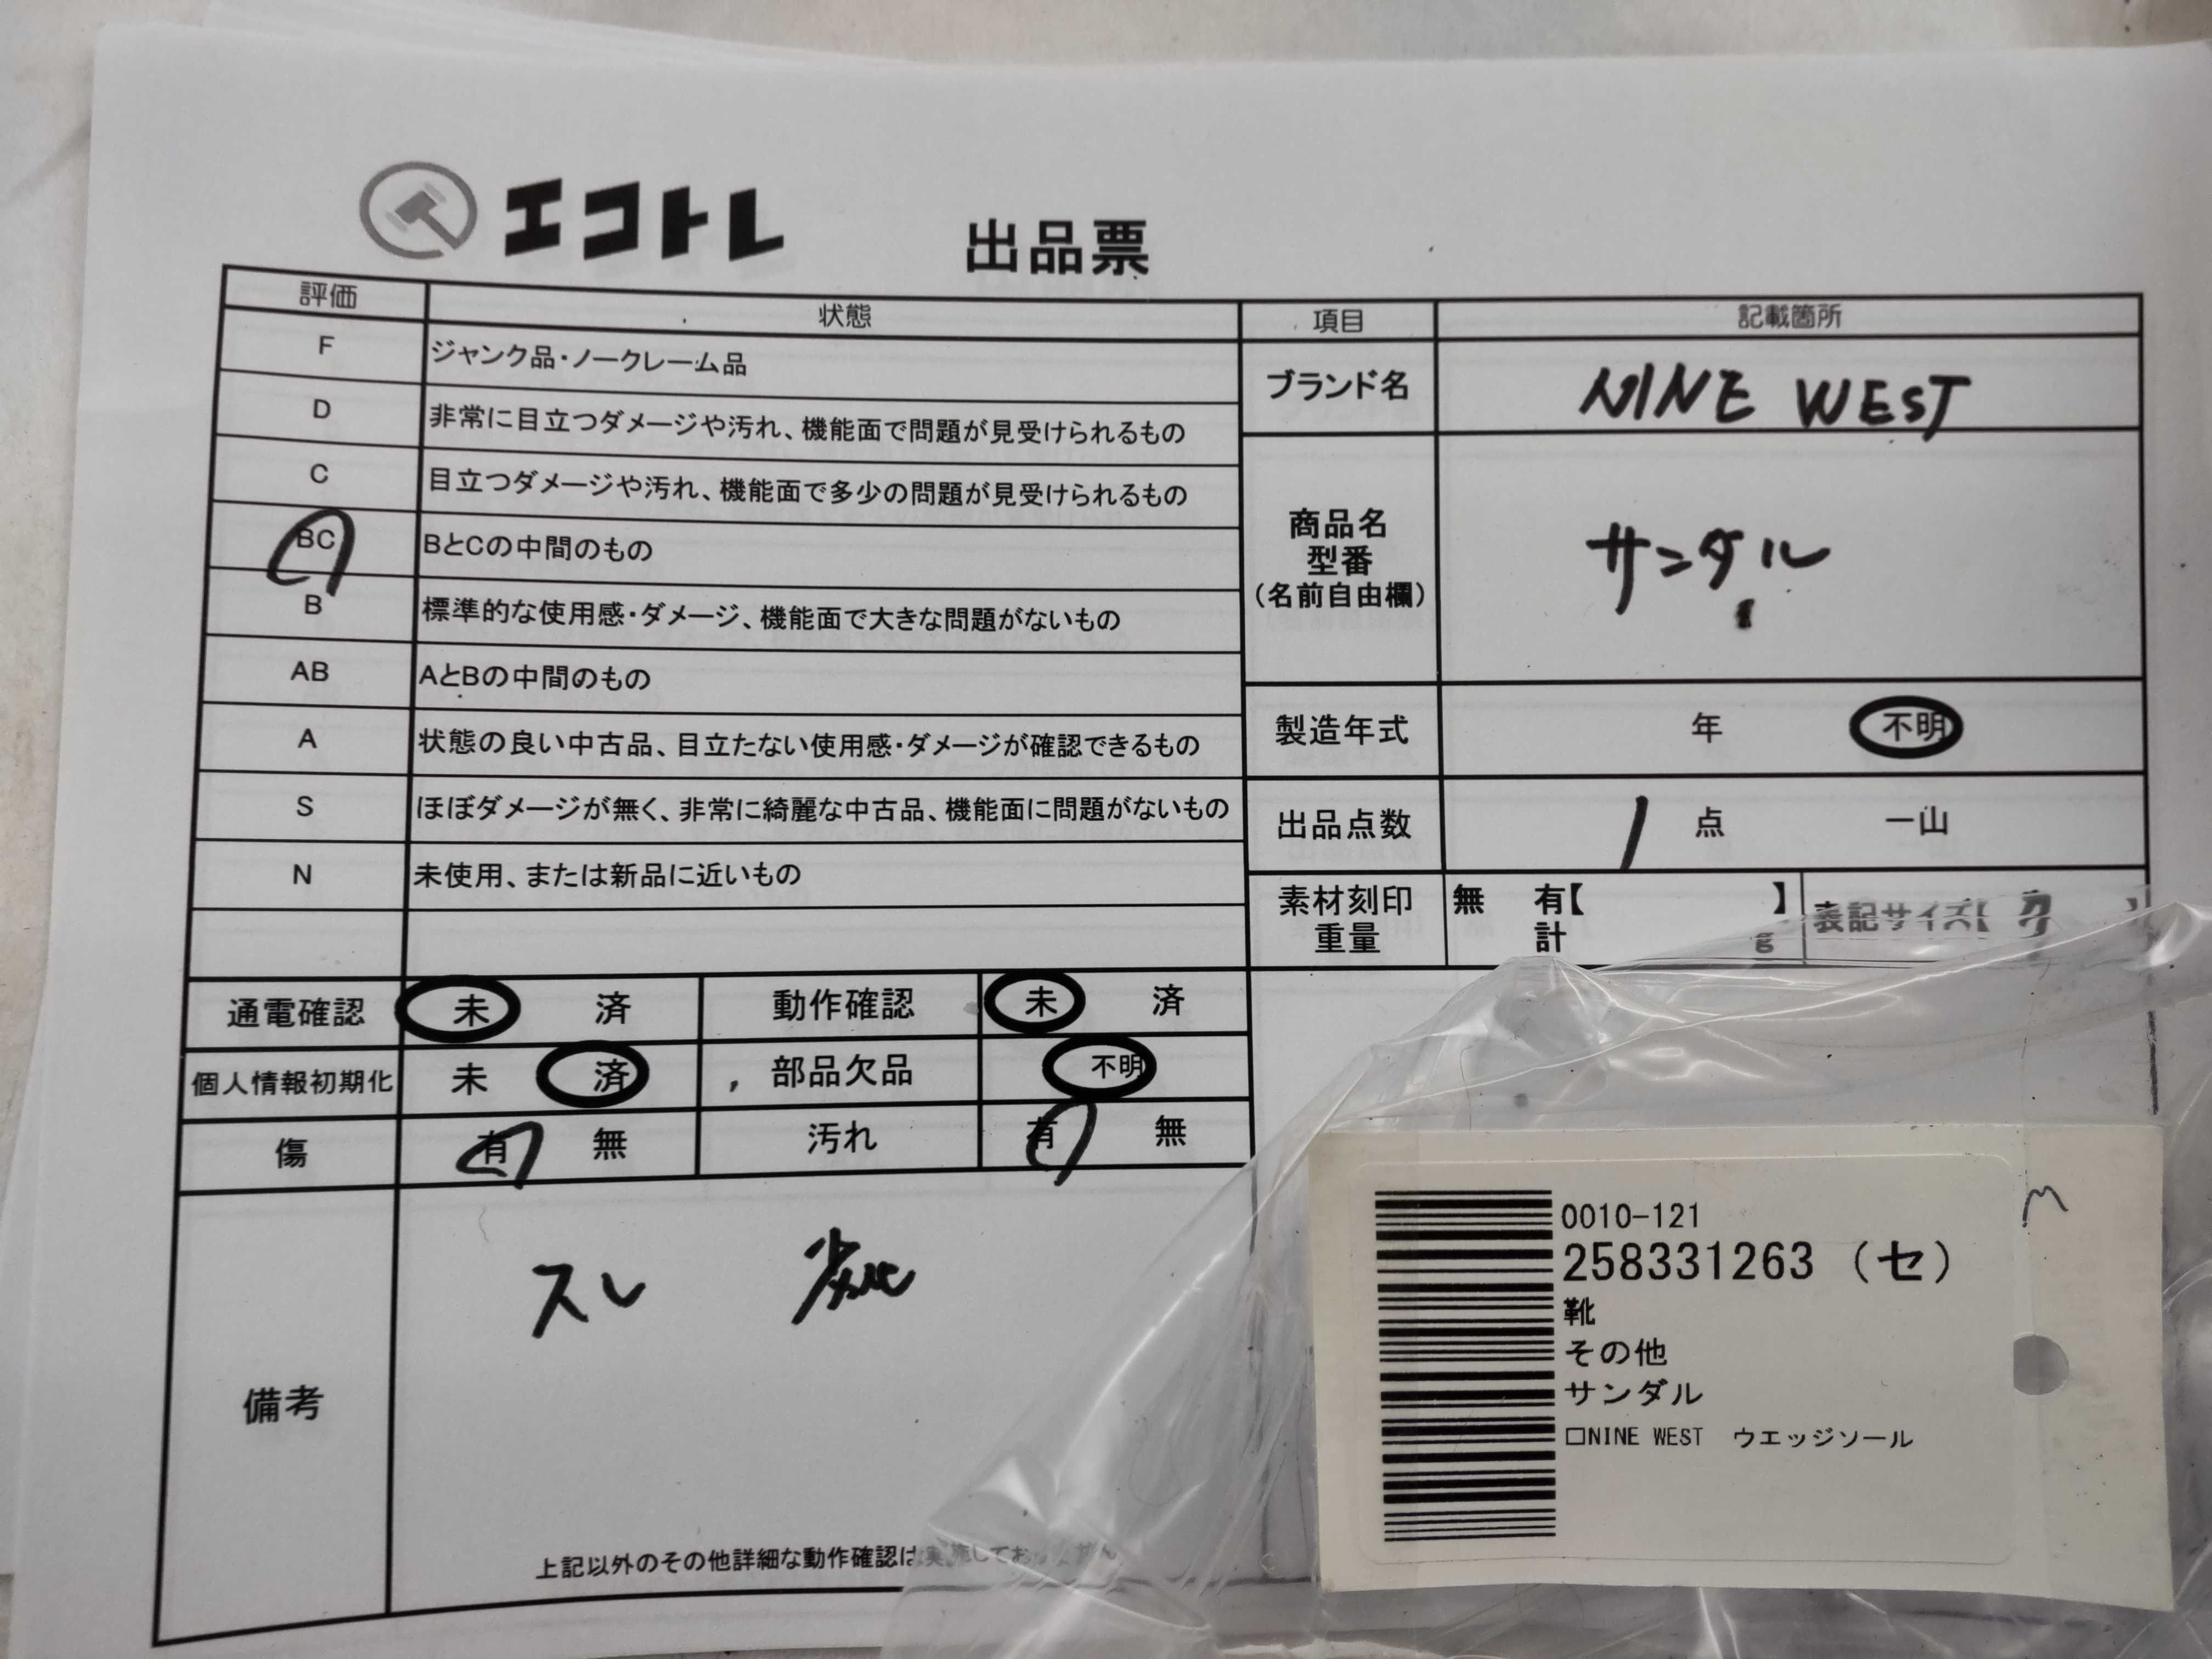 エコトレ 出品票
評価 状態 項目 記載箇所
F ジャンク品・ノークレーム品
D 非常に目立つダメージや汚れ、機能面で問題が見受けられるもの
C 目立つダメージや汚れ、機能面で多少の問題が見受けられるもの
BC BとCの中間のもの
B 標準的な使用感・ダメージ、機能面で大きな問題がないもの
AB AとBの中間のもの
A 状態の良い中古品、目立たない使用感・ダメージが確認できるもの
S ほぼダメージが無く、非常に綺麗な中古品、機能面に問題がないもの
N 未使用、または新品に近いもの
ブランド名 NINE WEST
商品名
型番
(名前自由欄)
サンダル
製造年式 年 不明
出品点数 1 点 一山
素材刻印 無 有【 】
重量 計 g
表記サイズ【 】
通電確認 未 済 動作確認 未 済
個人情報初期化 未 済 部品欠品 不明
傷 有 無 汚れ 有 無
備考
スレ 劣化
上記以外のその他詳細な動作確認は実施しておりません
M
0010-121
258331263 (セ)
靴
その他
サンダル
□NINE WEST ウエッジソール